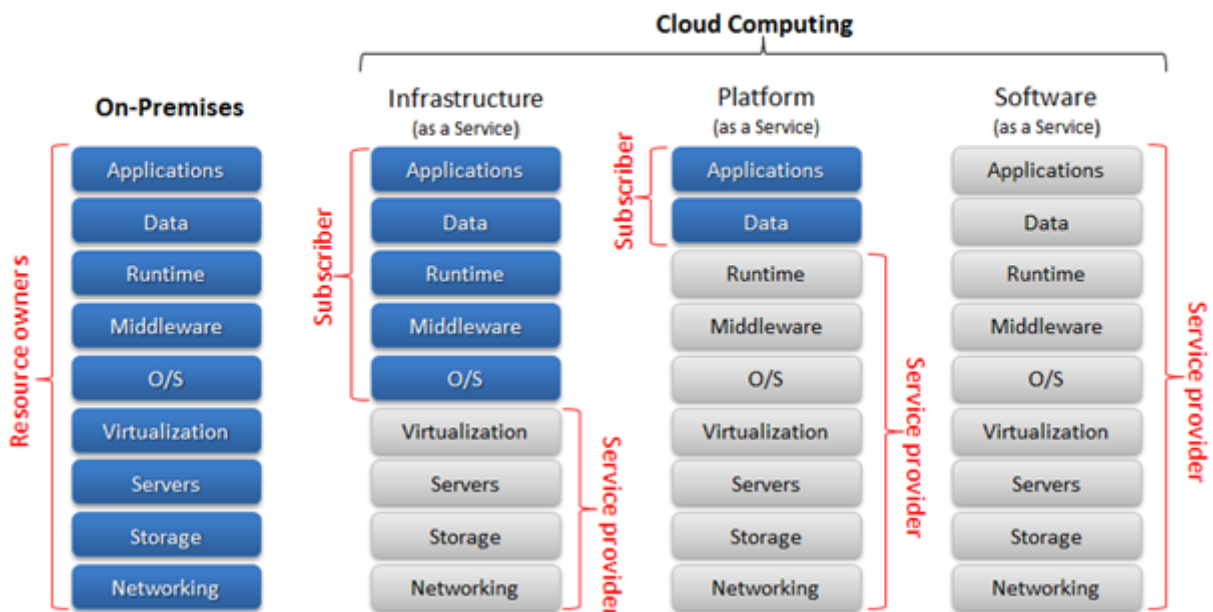 Cloud Computing
On-Premises
Infrastructure
(as a Service)
Platform
(as a Service)
Software
(as a Service)
Resource owners
Applications
Data
Runtime
Middleware
O/S
Virtualization
Servers
Storage
Networking
Subscriber
Applications
Data
Runtime
Middleware
O/S
Virtualization
Servers
Storage
Networking
Service provider
Subscriber
Applications
Data
Runtime
Middleware
O/S
Virtualization
Servers
Storage
Networking
Service provider
Applications
Data
Runtime
Middleware
O/S
Virtualization
Servers
Storage
Networking
Service provider